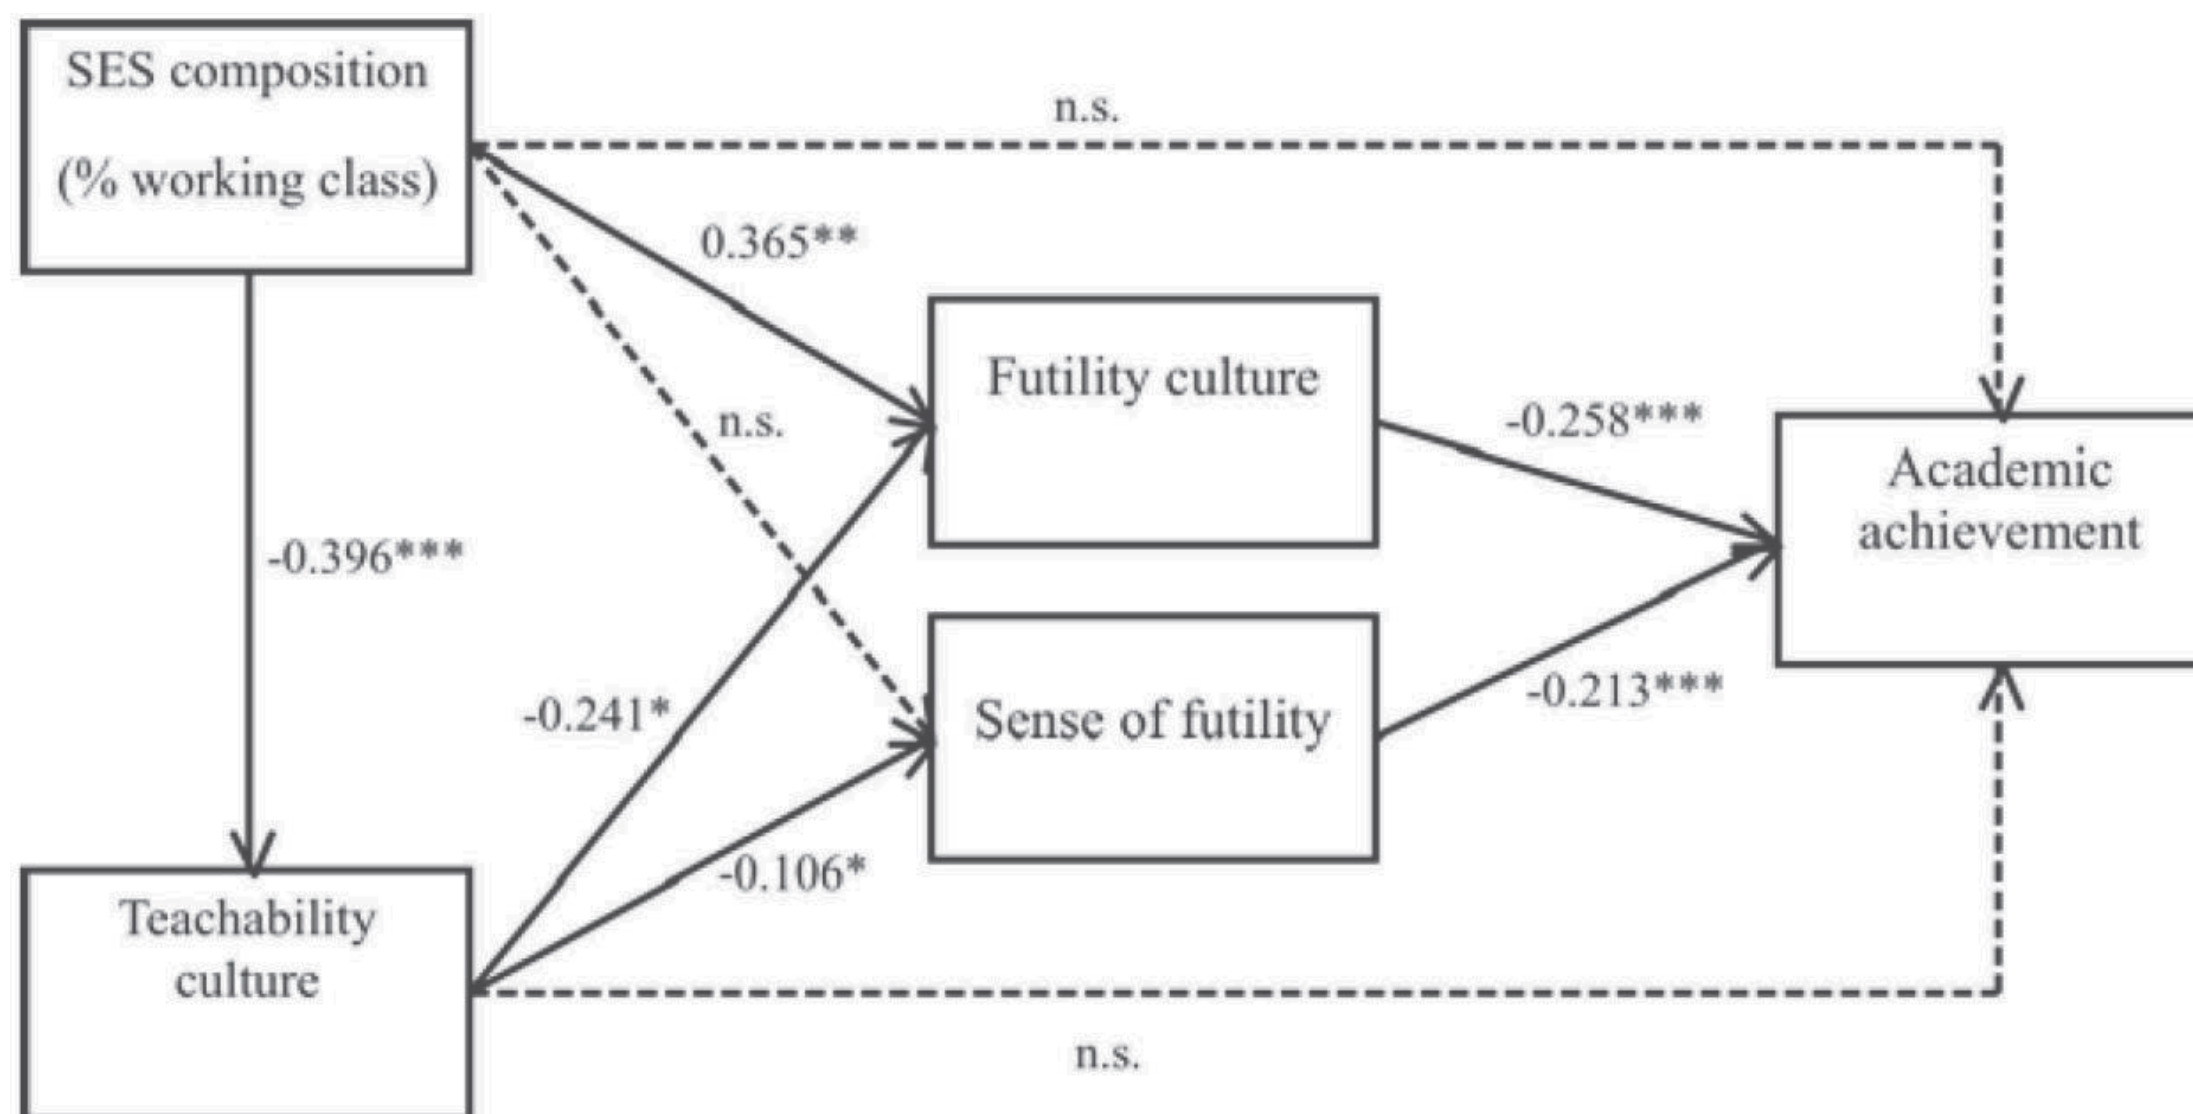 SES composition
(% working class)
n.s.
0.365**
Futility culture
n.s.
-0.258***
Academic
achievement
-0.396***
-0.241*
Sense of futility
-0.213***
-0.106*
Teachability
culture
n.s.